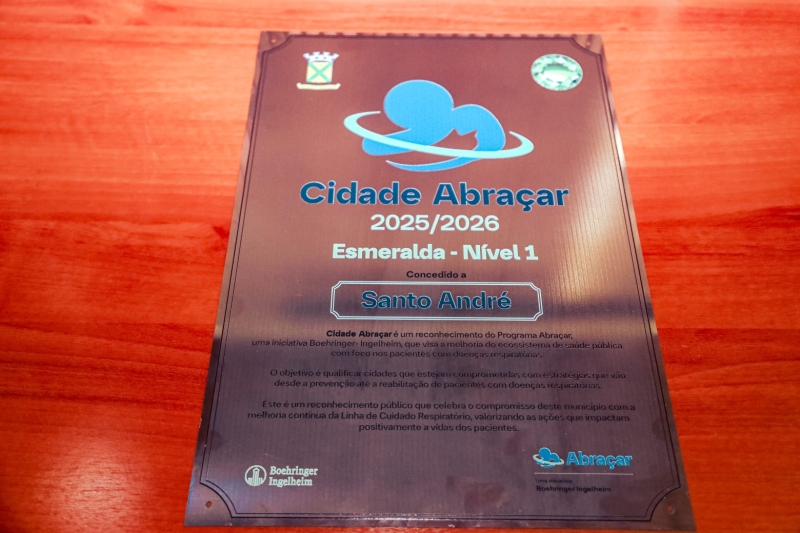 Cidade Abraçar
2025/2026
Esmeralda - Nível 1
Concedido a
Santo André
Cidade Abraçar é um reconhecimento do Programa Abraçar,
uma iniciativa Boehringer- Ingelheim, que visa a melhoria do ecossistema de saúde pública
com foco nos pacientes com doenças respiratórias.
O objetivo é qualificar cidades que estejam comprometidas com estratégias que vão
desde a prevenção até a reabilitação de pacientes com doenças respiratórias.
Este é um reconhecimento público que celebra o compromisso deste município com a
melhoria contínua da Linha de Cuidado Respiratório, valorizando as ações que impactam
positivamente a vidas dos pacientes.
Boehringer
Ingelheim
Abraçar
Uma iniciativa
Boehringer Ingelheim